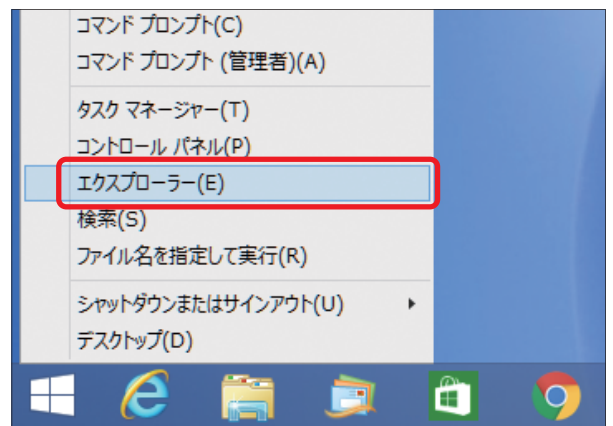 コマンド プロンプト(C)
コマンド プロンプト (管理者)(A)
タスク マネージャー(T)
コントロール パネル(P)
エクスプローラー(E)
検索(S)
ファイル名を指定して実行(R)
シャットダウンまたはサインアウト(U)
デスクトップ(D)